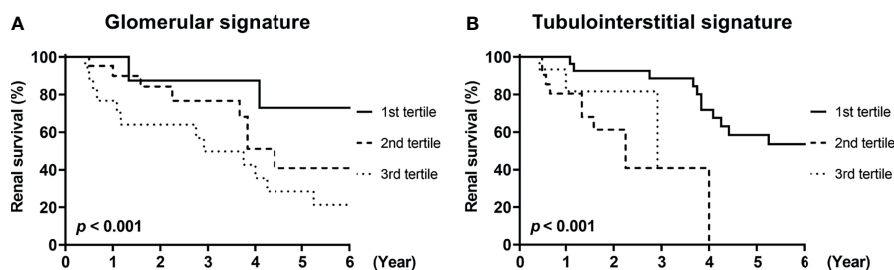 A Glomerular signature
Renal survival (%)
100
80
60
40
20
0
0 1 2 3 4 5 6 (Year)
p < 0.001
1st tertile
2nd tertile
3rd tertile
B Tubulointerstitial signature
Renal survival (%)
100
80
60
40
20
0
0 1 2 3 4 5 6 (Year)
p < 0.001
1st tertile
2nd tertile
3rd tertile